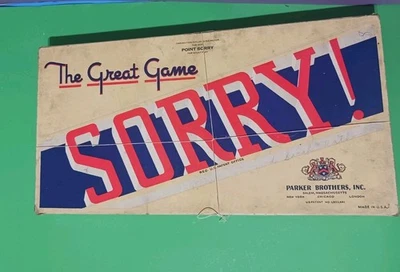 POINT SORRY
The Great Game
SORRY!
PARKER BROTHERS, INC.
SALEM, MASSACHUSETTS
NEW YORK CHICAGO LONDON
MADE IN U.S.A.